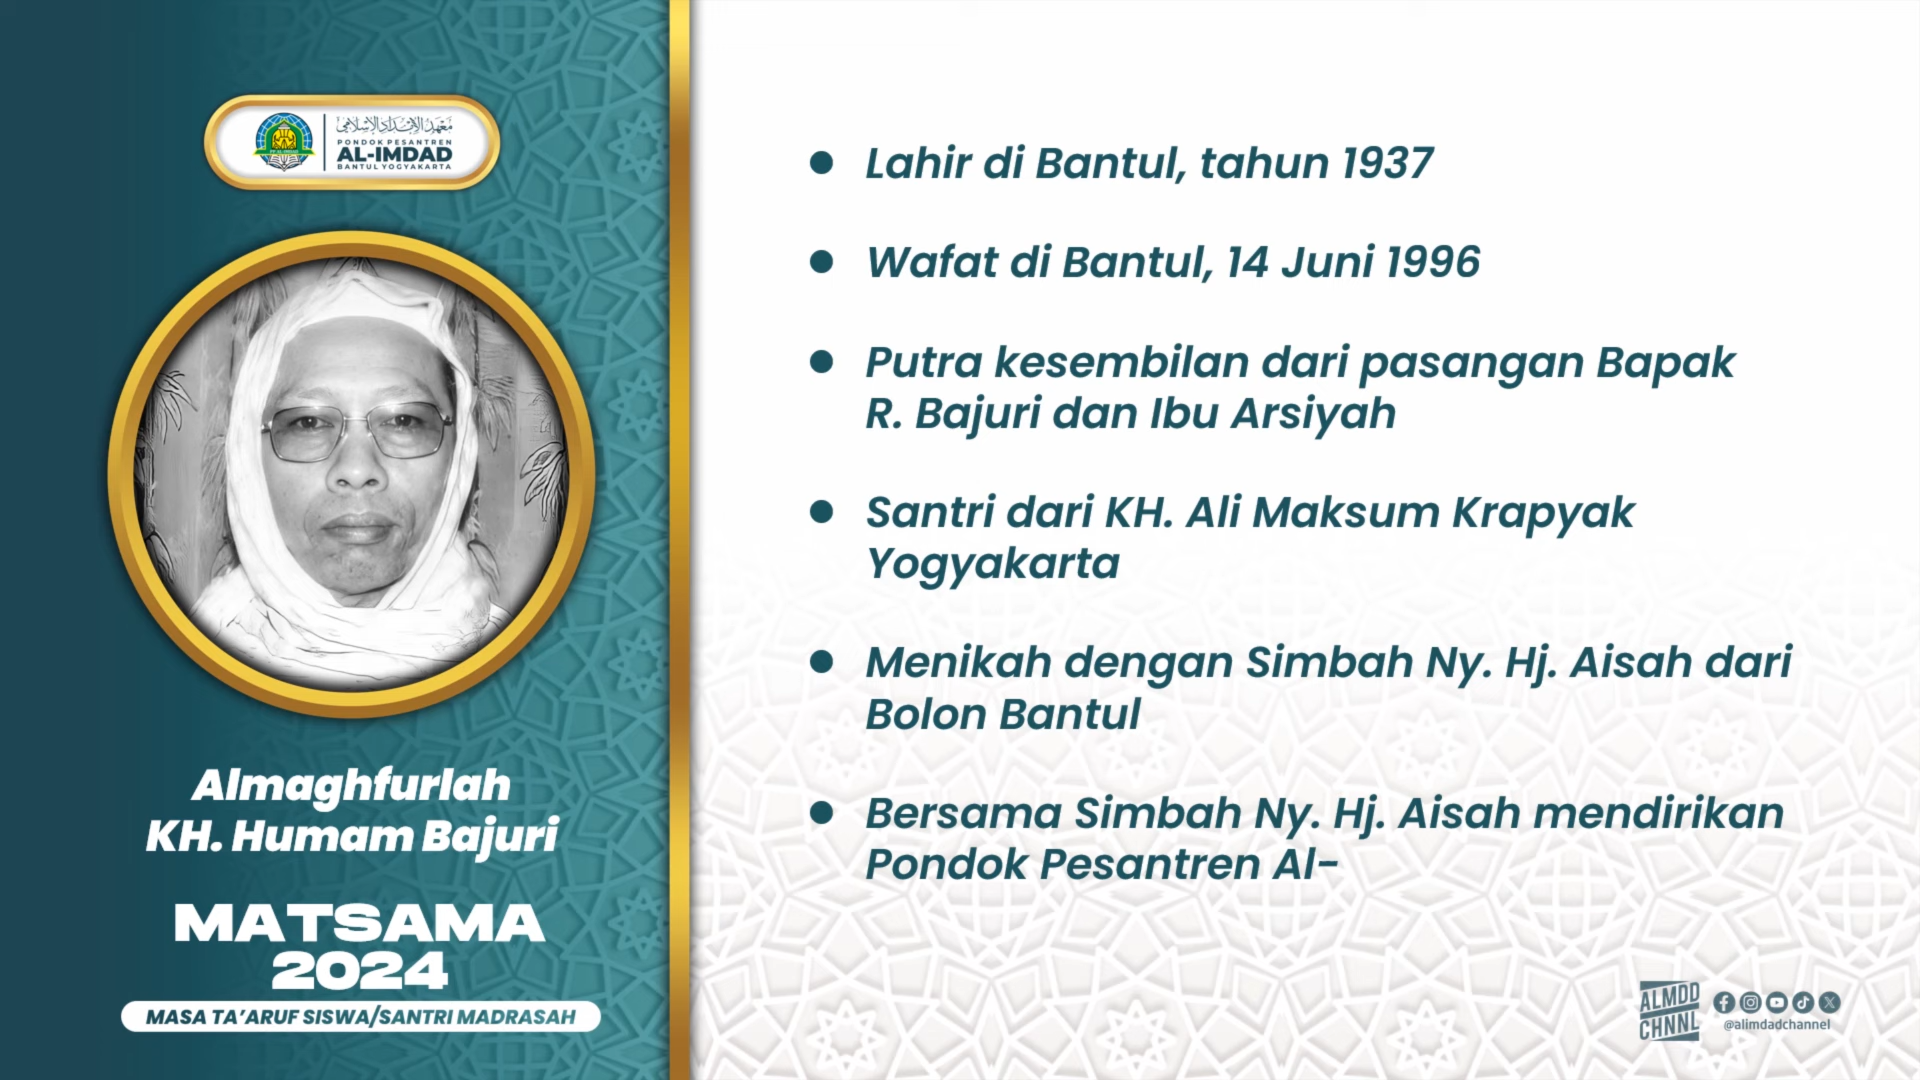 معهد الإمداد الإسلامي
PONDOK PESANTREN
AL-IMDAD
BANTUL YOGYAKARTA
Almaghfurlah
KH. Humam Bajuri
MATSAMA
2024
MASA TA'ARUF SISWA/SANTRI MADRASAH
Lahir di Bantul, tahun 1937
Wafat di Bantul, 14 Juni 1996
Putra kesembilan dari pasangan Bapak
R. Bajuri dan Ibu Arsiyah
Santri dari KH. Ali Maksum Krapyak
Yogyakarta
Menikah dengan Simbah Ny. Hj. Aisah dari
Bolon Bantul
Bersama Simbah Ny. Hj. Aisah mendirikan
Pondok Pesantren Al-
ALMDD
CHNNL
@alimdadchannel